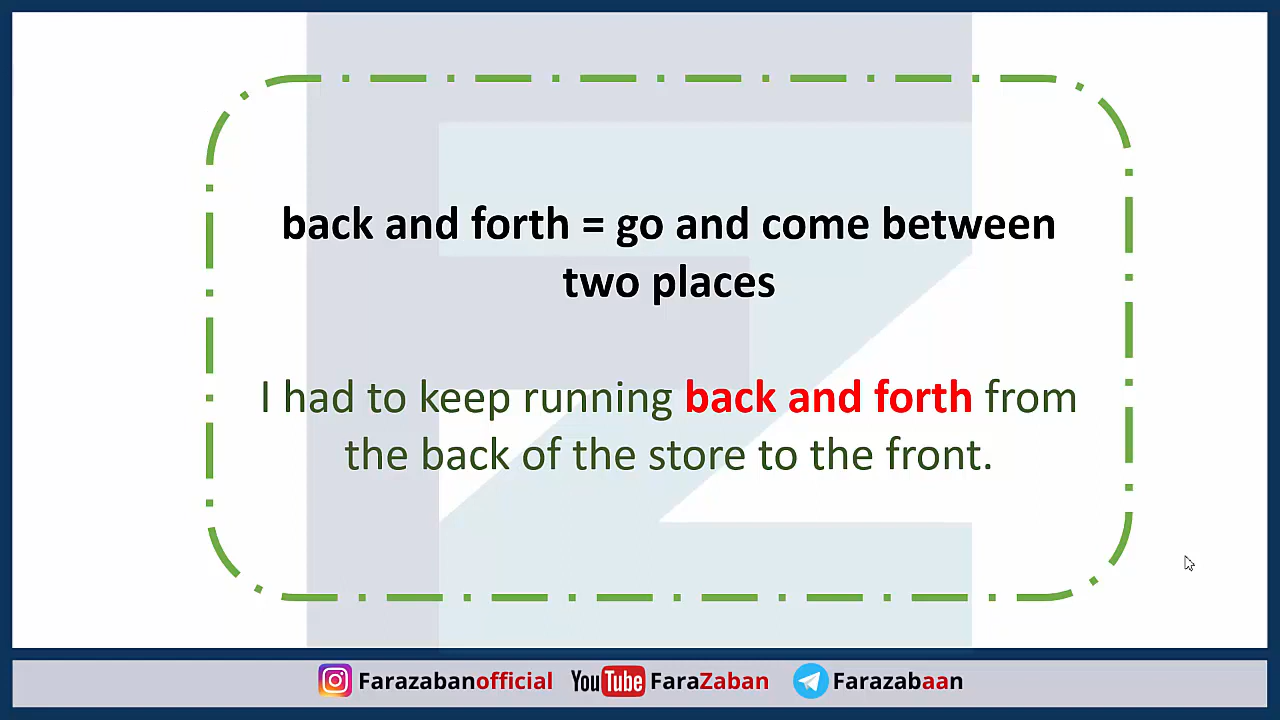 back and forth = go and come between
two places
I had to keep running back and forth from
the back of the store to the front.
Farazabanofficial YouTube FaraZaban Farazabaan